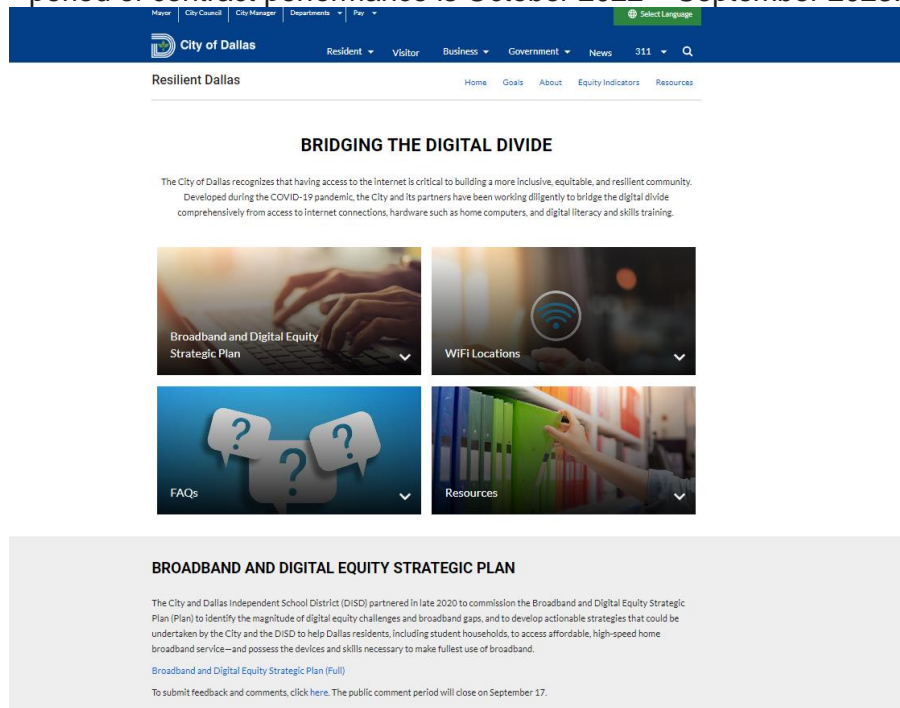 period of contract performance is October 2022 – September 2023.
Mayor City Council City Manager Departments Pay
Select Language
City of Dallas
Resident Visitor Business Government News 311
Resilient Dallas
Home Goals About Equity Indicators Resources
BRIDGING THE DIGITAL DIVIDE
The City of Dallas recognizes that having access to the internet is critical to building a more inclusive, equitable, and resilient community.
Developed during the COVID-19 pandemic, the City and its partners have been working diligently to bridge the digital divide
comprehensively from access to internet connections, hardware such as home computers, and digital literacy and skills training.
Broadband and Digital Equity
Strategic Plan
WiFi Locations
? ? ?
FAQs
Resources
BROADBAND AND DIGITAL EQUITY STRATEGIC PLAN
The City and Dallas Independent School District (DISD) partnered in late 2020 to commission the Broadband and Digital Equity Strategic
Plan (Plan) to identify the magnitude of digital equity challenges and broadband gaps, and to develop actionable strategies that could be
undertaken by the City and the DISD to help Dallas residents, including student households, to access affordable, high-speed home
broadband service—and possess the devices and skills necessary to make fullest use of broadband.
Broadband and Digital Equity Strategic Plan (Full)
To submit feedback and comments, click here. The public comment period will close on September 17.